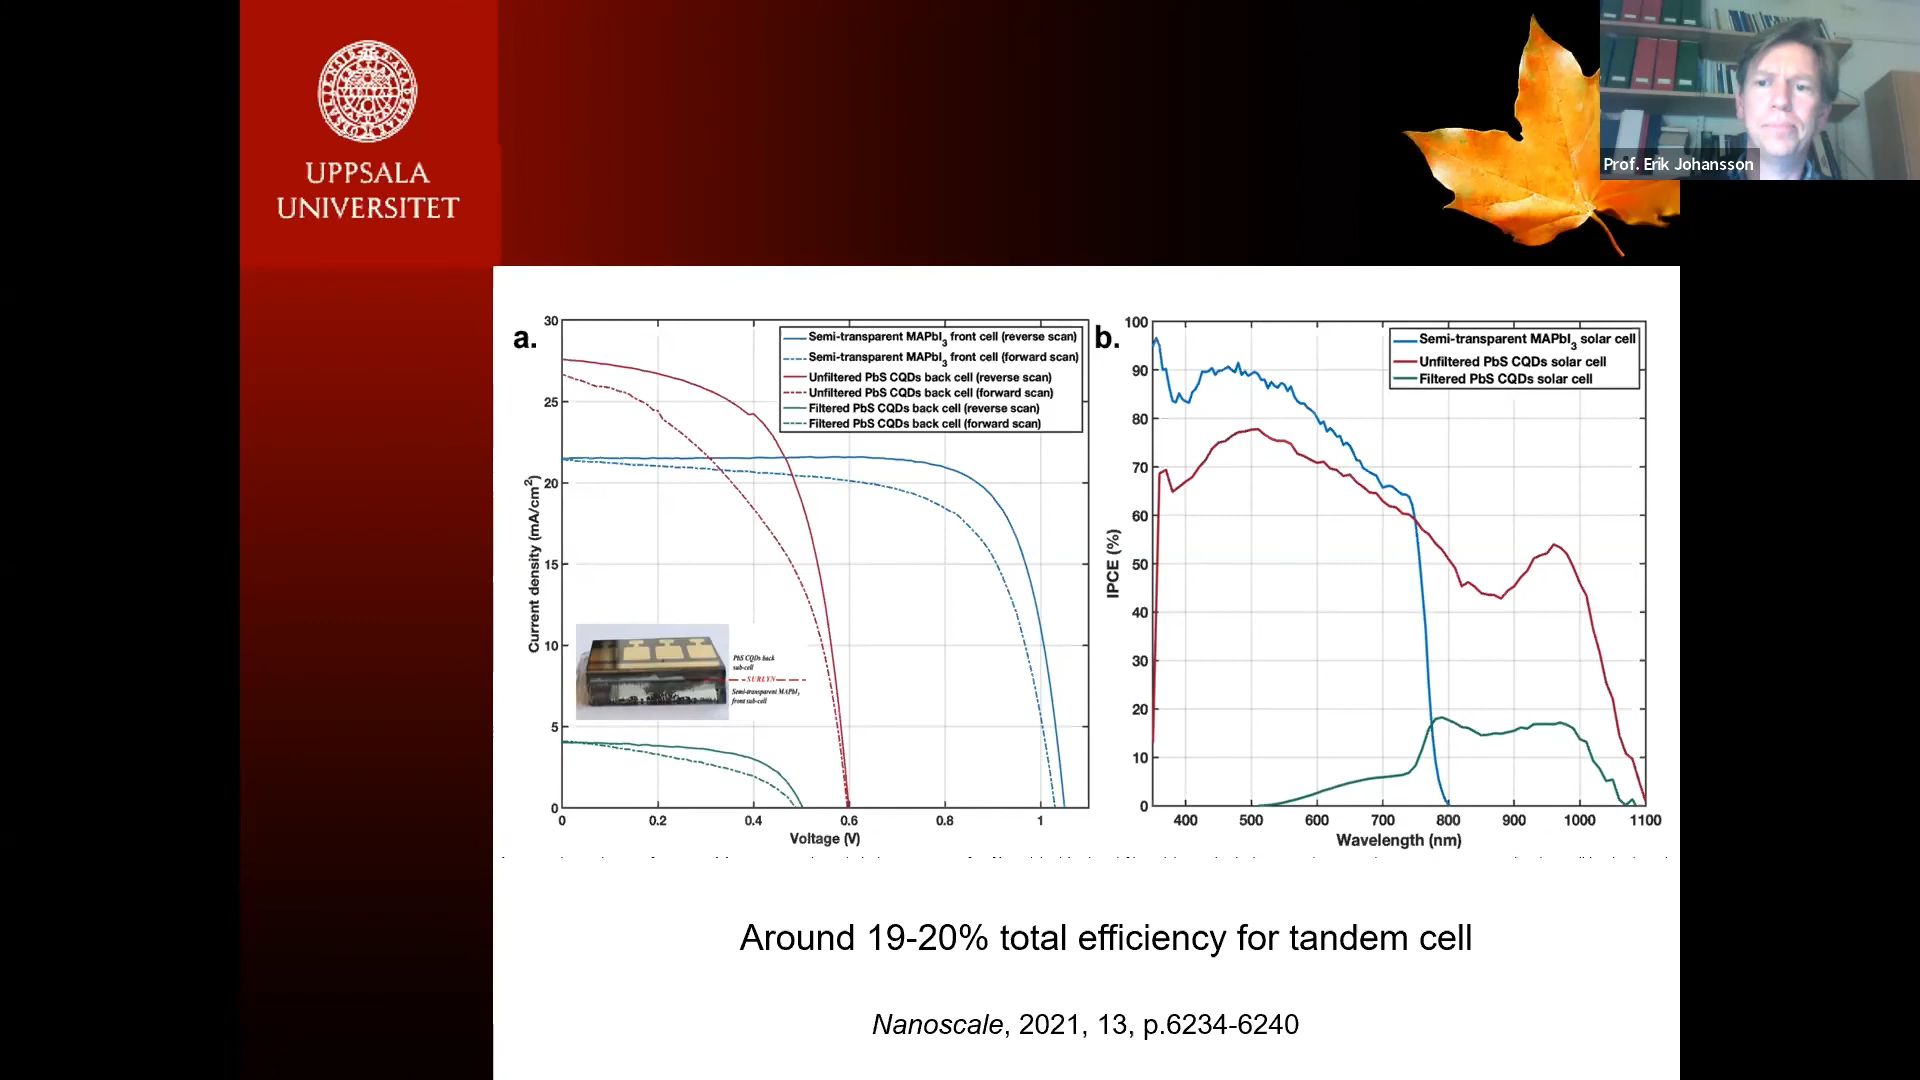 UPPSALA
UNIVERSITET
Prof. Erik Johansson
a.
30
25
20
15
10
5
0
0
0.2
0.4
0.6
0.8
1
Current density (mA/cm²)
Voltage (V)
Semi-transparent MAPbI₃ front cell (reverse scan)
Semi-transparent MAPbI₃ front cell (forward scan)
Unfiltered PbS CQDs back cell (reverse scan)
Unfiltered PbS CQDs back cell (forward scan)
Filtered PbS CQDs back cell (reverse scan)
Filtered PbS CQDs back cell (forward scan)
PbS CQDs back
sub-cell
SURLYN
Semi-transparent MAPbI₃
front sub-cell
b.
100
90
80
70
60
50
40
30
20
10
0
400
500
600
700
800
900
1000
1100
IPCE (%)
Wavelength (nm)
Semi-transparent MAPbI₃ solar cell
Unfiltered PbS CQDs solar cell
Filtered PbS CQDs solar cell
Around 19-20% total efficiency for tandem cell
Nanoscale, 2021, 13, p.6234-6240